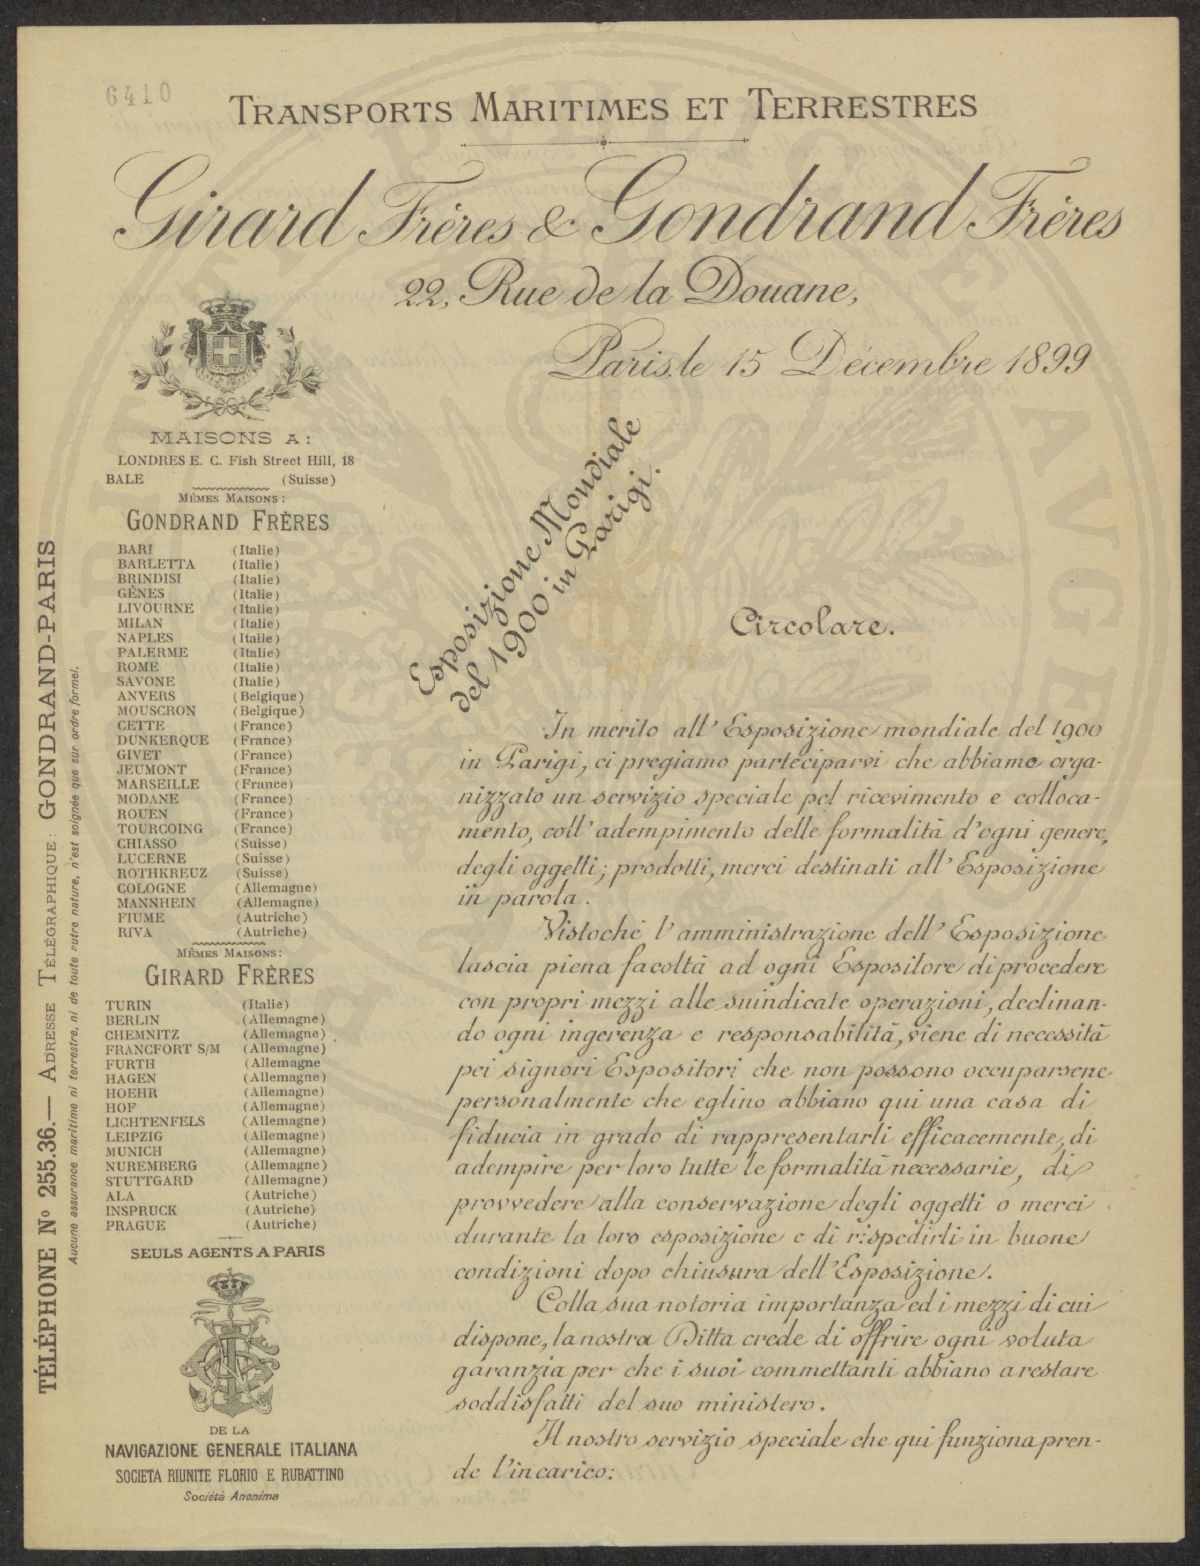 6410
TRANSPORTS MARITIMES ET TERRESTRES
Girard Frères & Gondrand Frères
22, Rue de la Douane,
Paris, le 15 Décembre 1899
MAISONS A:
LONDRES E. C. Fish Street Hill, 18
BALE (Suisse)
MÊMES MAISONS:
GONDRAND FRÈRES
BARI (Italie)
BARLETTA (Italie)
BRINDISI (Italie)
GÊNES (Italie)
LIVOURNE (Italie)
MILAN (Italie)
NAPLES (Italie)
PALERME (Italie)
ROME (Italie)
SAVONE (Italie)
ANVERS (Belgique)
MOUSCRON (Belgique)
CETTE (France)
DUNKERQUE (France)
GIVET (France)
JEUMONT (France)
MARSEILLE (France)
MODANE (France)
ROUEN (France)
TOURCOING (France)
CHIASSO (Suisse)
LUCERNE (Suisse)
ROTHKREUZ (Suisse)
COLOGNE (Allemagne)
MANNHEIN (Allemagne)
FIUME (Autriche)
RIVA (Autriche)
MÊMES MAISONS:
GIRARD FRÈRES
TURIN (Italie)
BERLIN (Allemagne)
CHEMNITZ (Allemagne)
FRANCFORT S/M (Allemagne)
FURTH (Allemagne
HAGEN (Allemagne)
HOEHR (Allemagne)
HOF (Allemagne)
LICHTENFELS (Allemagne)
LEIPZIG (Allemagne)
MUNICH (Allemagne)
NUREMBERG (Allemagne)
STUTTGARD (Allemagne)
ALA (Autriche)
INSPRUCK (Autriche)
PRAGUE (Autriche)
SEULS AGENTS A PARIS
DE LA
NAVIGAZIONE GENERALE ITALIANA
SOCIETA RIUNITE FLORIO E RUBATTINO
Società Anonima
TÉLÉPHONE No 255.36. — ADRESSE TÉLÉGRAPHIQUE: GONDRAND-PARIS
Aucune assurance maritime ni terrestre, ni de toute autre nature, n'est soignée que sur ordre formel.
Esposizione Mondiale
del 1900 in Parigi.
Circolare.
In merito all' Esposizione mondiale del 1900
in Parigi, ci pregiamo parteciparvi che abbiamo orga-
nizzato un servizio speciale pel ricevimento e colloca-
mento, coll' adempimento delle formalità d'ogni genere,
degli oggetti; prodotti, merci destinati all' Esposizione
in parola.
Vistochè l'amministrazione dell' Esposizione
lascia piena facoltà ad ogni Espositore di procedere
con propri mezzi alle suindicate operazioni, declinan-
do ogni ingerenza e responsabilità, viene di necessità
pei signori Espositori che non possono occuparsene
personalmente che eglino abbiano qui una casa di
fiducia in grado di rappresentarli efficacemente, di
adempire per loro tutte le formalità necessarie, di
provvedere alla conservazione degli oggetti o merci
durante la loro esposizione e di rispedirli in buone
condizioni dopo chiusura dell'Esposizione.
Colla sua notoria importanza ed i mezzi di cui
dispone, la nostra Ditta crede di offrire ogni voluta
garanzia per che i suoi committanti abbiano a restare
soddisfatti del suo ministero.
Il nostro servizio speciale che qui funziona pren-
de l'incarico: